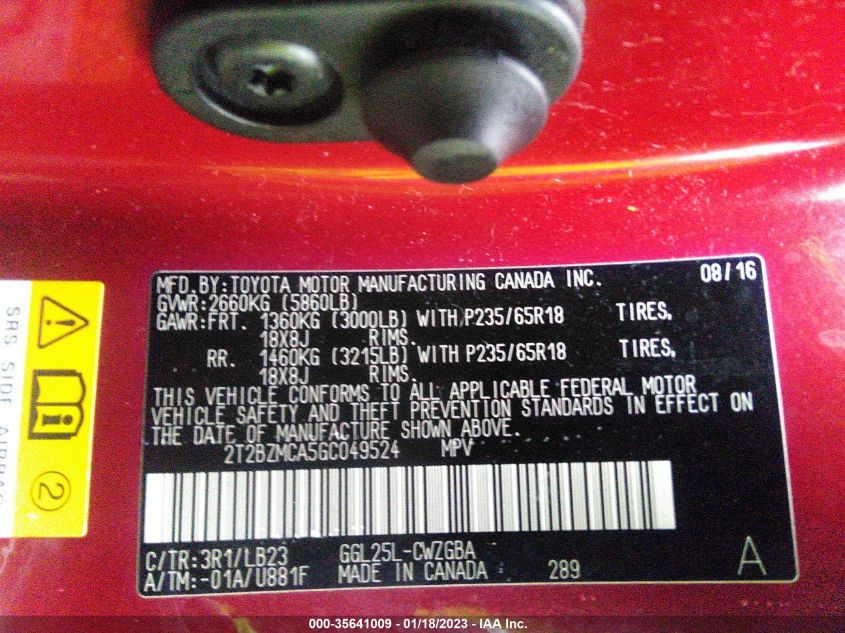 MFD. BY: TOYOTA MOTOR MANUFACTURING CANADA INC. 08/16
GVWR: 2660KG (5860LB)
GAWR: FRT. 1360KG (3000LB) WITH P235/65R18 TIRES,
18X8J RIMS.
RR. 1460KG (3215LB) WITH P235/65R18 TIRES,
18X8J RIMS.
THIS VEHICLE CONFORMS TO ALL APPLICABLE FEDERAL MOTOR
VEHICLE SAFETY AND THEFT PREVENTION STANDARDS IN EFFECT ON
THE DATE OF MANUFACTURE SHOWN ABOVE.
2T2BZMCA5GC049524 MPV
C/TR: 3R1/LB23 GGL25L-CWZGBA
A/TM: -01A/U881F MADE IN CANADA 289 A
SRS SIDE AIRBAG
2
000-35641009 - 01/18/2023 - IAA Inc.